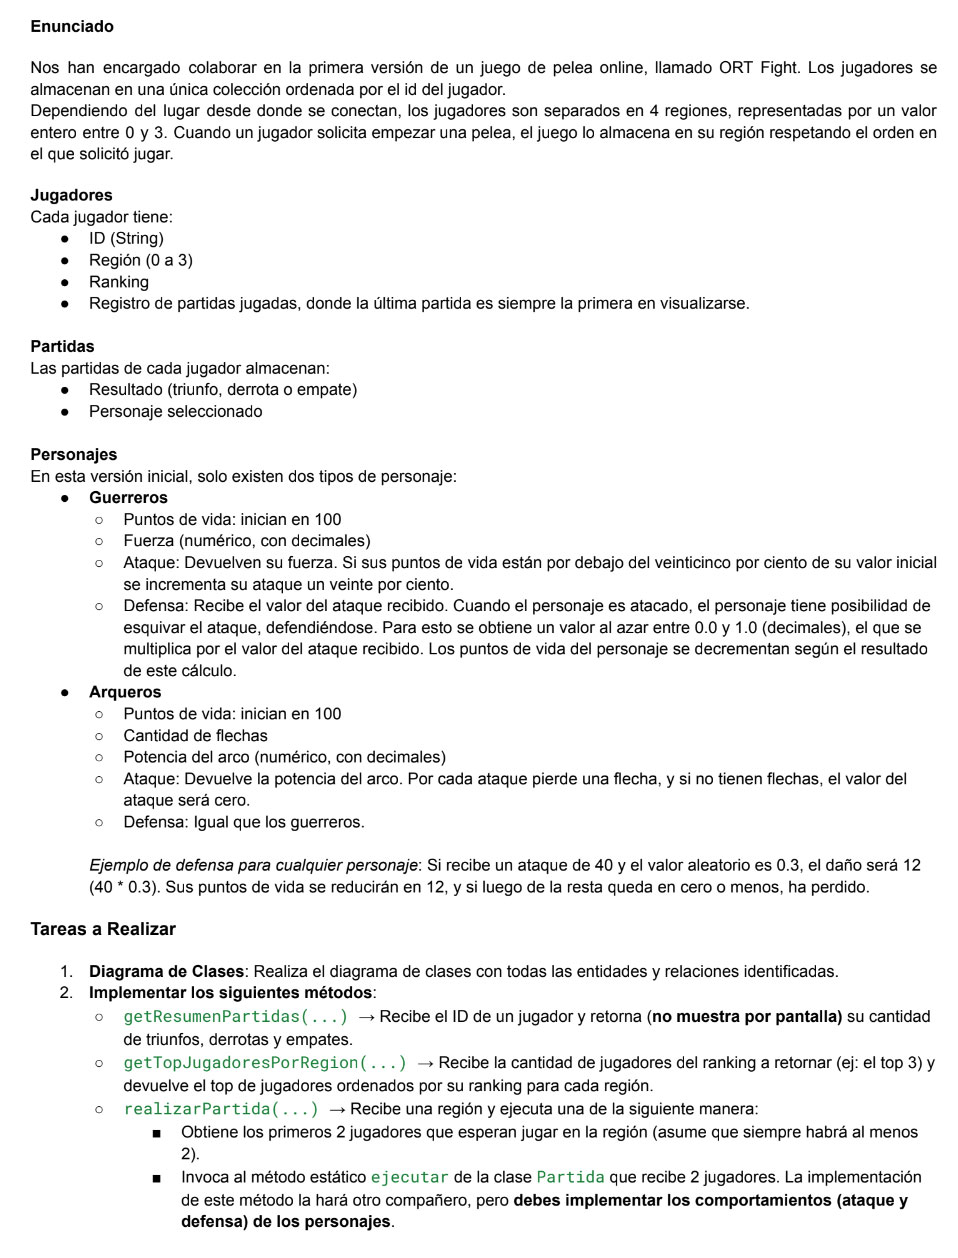 Enunciado
Nos han encargado colaborar en la primera versión de un juego de pelea online, llamado ORT Fight. Los jugadores se
almacenan en una única colección ordenada por el id del jugador.
Dependiendo del lugar desde donde se conectan, los jugadores son separados en 4 regiones, representadas por un valor
entero entre 0 y 3. Cuando un jugador solicita empezar una pelea, el juego lo almacena en su región respetando el orden en
el que solicitó jugar.
Jugadores
Cada jugador tiene:
● ID (String)
● Región (0 a 3)
● Ranking
● Registro de partidas jugadas, donde la última partida es siempre la primera en visualizarse.
Partidas
Las partidas de cada jugador almacenan:
● Resultado (triunfo, derrota o empate)
● Personaje seleccionado
Personajes
En esta versión inicial, solo existen dos tipos de personaje:
● Guerreros
○ Puntos de vida: inician en 100
○ Fuerza (numérico, con decimales)
○ Ataque: Devuelven su fuerza. Si sus puntos de vida están por debajo del veinticinco por ciento de su valor inicial
se incrementa su ataque un veinte por ciento.
○ Defensa: Recibe el valor del ataque recibido. Cuando el personaje es atacado, el personaje tiene posibilidad de
esquivar el ataque, defendiéndose. Para esto se obtiene un valor al azar entre 0.0 y 1.0 (decimales), el que se
multiplica por el valor del ataque recibido. Los puntos de vida del personaje se decrementan según el resultado
de este cálculo.
● Arqueros
○ Puntos de vida: inician en 100
○ Cantidad de flechas
○ Potencia del arco (numérico, con decimales)
○ Ataque: Devuelve la potencia del arco. Por cada ataque pierde una flecha, y si no tienen flechas, el valor del
ataque será cero.
○ Defensa: Igual que los guerreros.
Ejemplo de defensa para cualquier personaje: Si recibe un ataque de 40 y el valor aleatorio es 0.3, el daño será 12
(40 * 0.3). Sus puntos de vida se reducirán en 12, y si luego de la resta queda en cero o menos, ha perdido.
Tareas a Realizar
1. Diagrama de Clases: Realiza el diagrama de clases con todas las entidades y relaciones identificadas.
2. Implementar los siguientes métodos:
○ getResumenPartidas(...) → Recibe el ID de un jugador y retorna (no muestra por pantalla) su cantidad
de triunfos, derrotas y empates.
○ getTopJugadoresPorRegion(...) → Recibe la cantidad de jugadores del ranking a retornar (ej: el top 3) y
devuelve el top de jugadores ordenados por su ranking para cada región.
○ realizarPartida(...) → Recibe una región y ejecuta una de la siguiente manera:
■ Obtiene los primeros 2 jugadores que esperan jugar en la región (asume que siempre habrá al menos
2).
■ Invoca al método estático ejecutar de la clase Partida que recibe 2 jugadores. La implementación
de este método la hará otro compañero, pero debes implementar los comportamientos (ataque y
defensa) de los personajes.